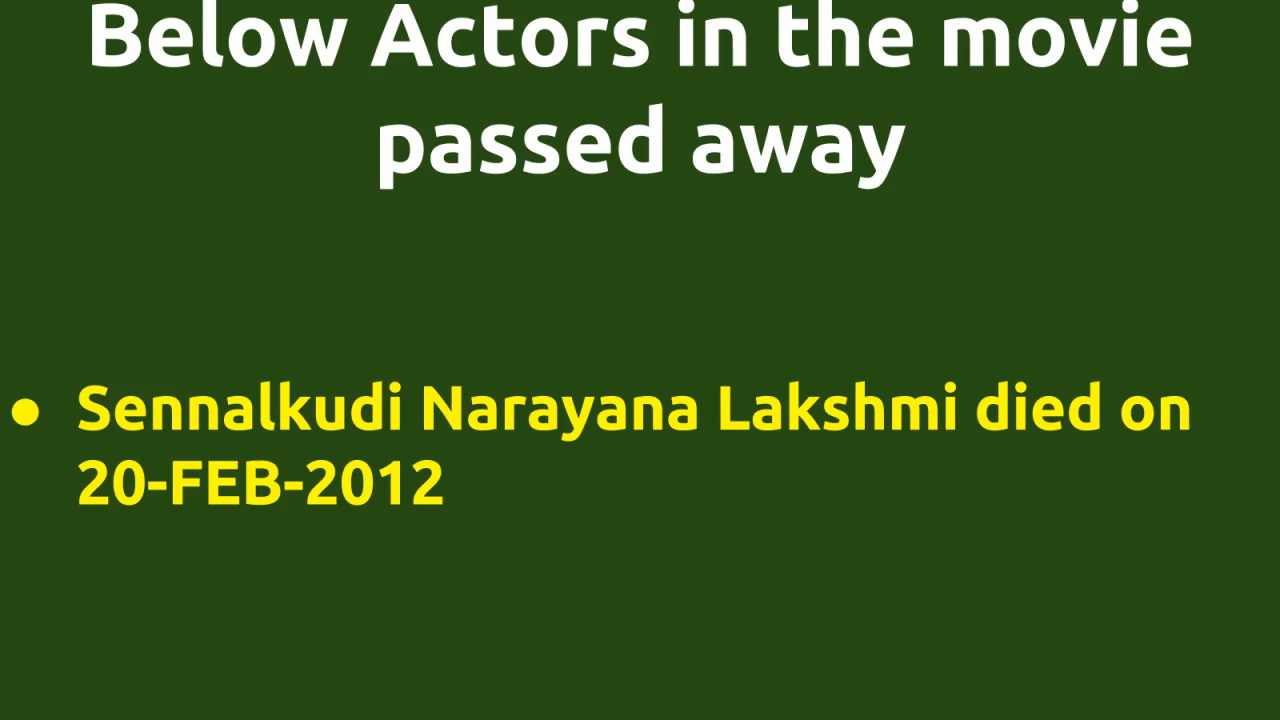 Below Actors in the movie
passed away
● Sennalkudi Narayana Lakshmi died on
20-FEB-2012